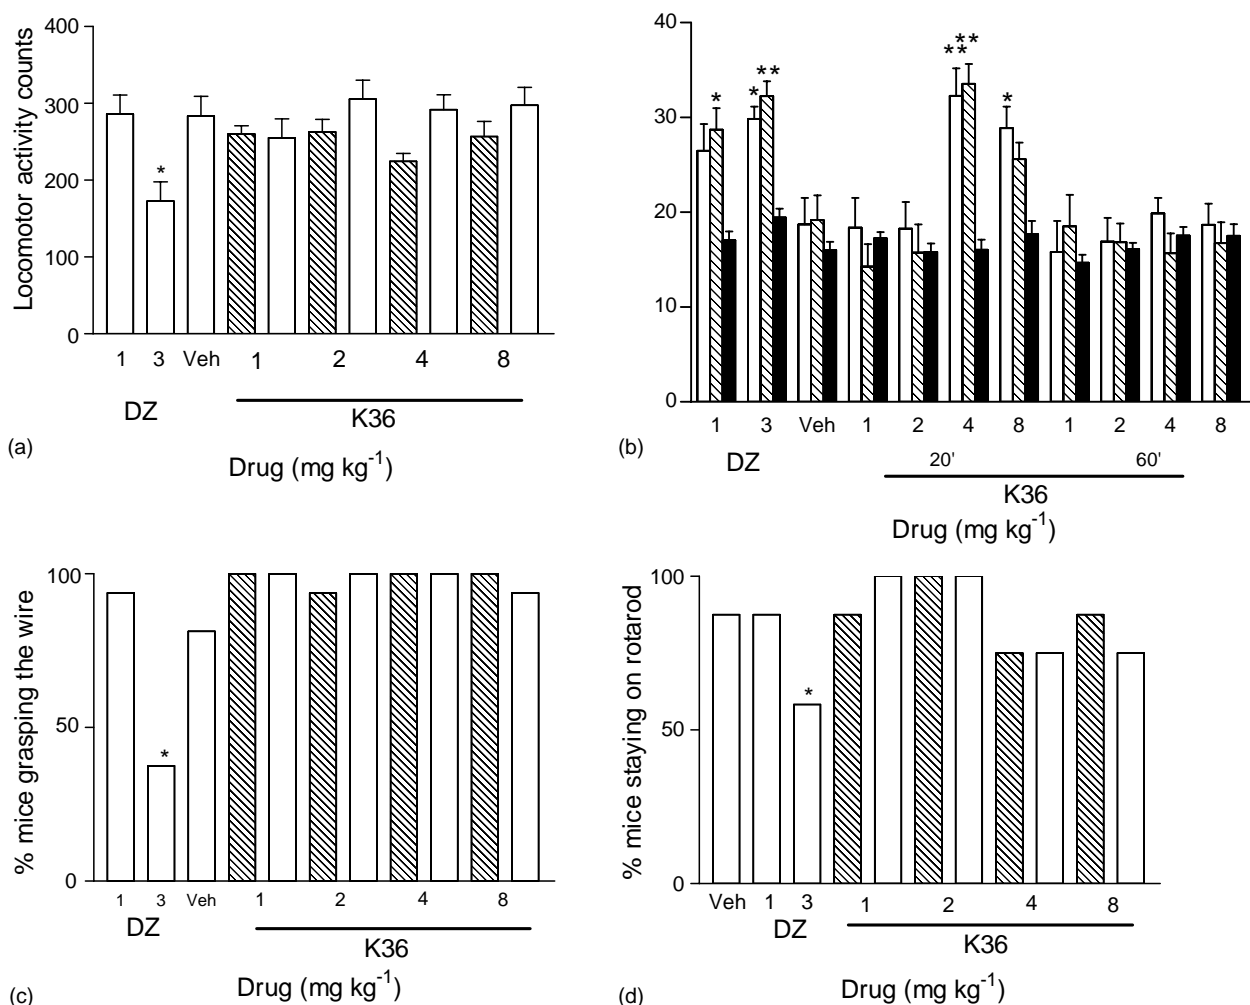 400
300
200
100
0
Locomotor activity counts
*
1 3 Veh 1 2 4 8
DZ
K36
(a)
Drug (mg kg-1)
40
30
20
10
0
* * ** ** ** *
1 3 Veh 1 2 4 8 1 2 4 8
DZ 20' 60'
K36
(b)
Drug (mg kg-1)
100
50
0
% mice grasping the wire
*
1 3 Veh 1 2 4 8
DZ
K36
(c)
Drug (mg kg-1)
100
50
0
% mice staying on rotarod
*
Veh 1 3 1 2 4 8
DZ
K36
(d)
Drug (mg kg-1)